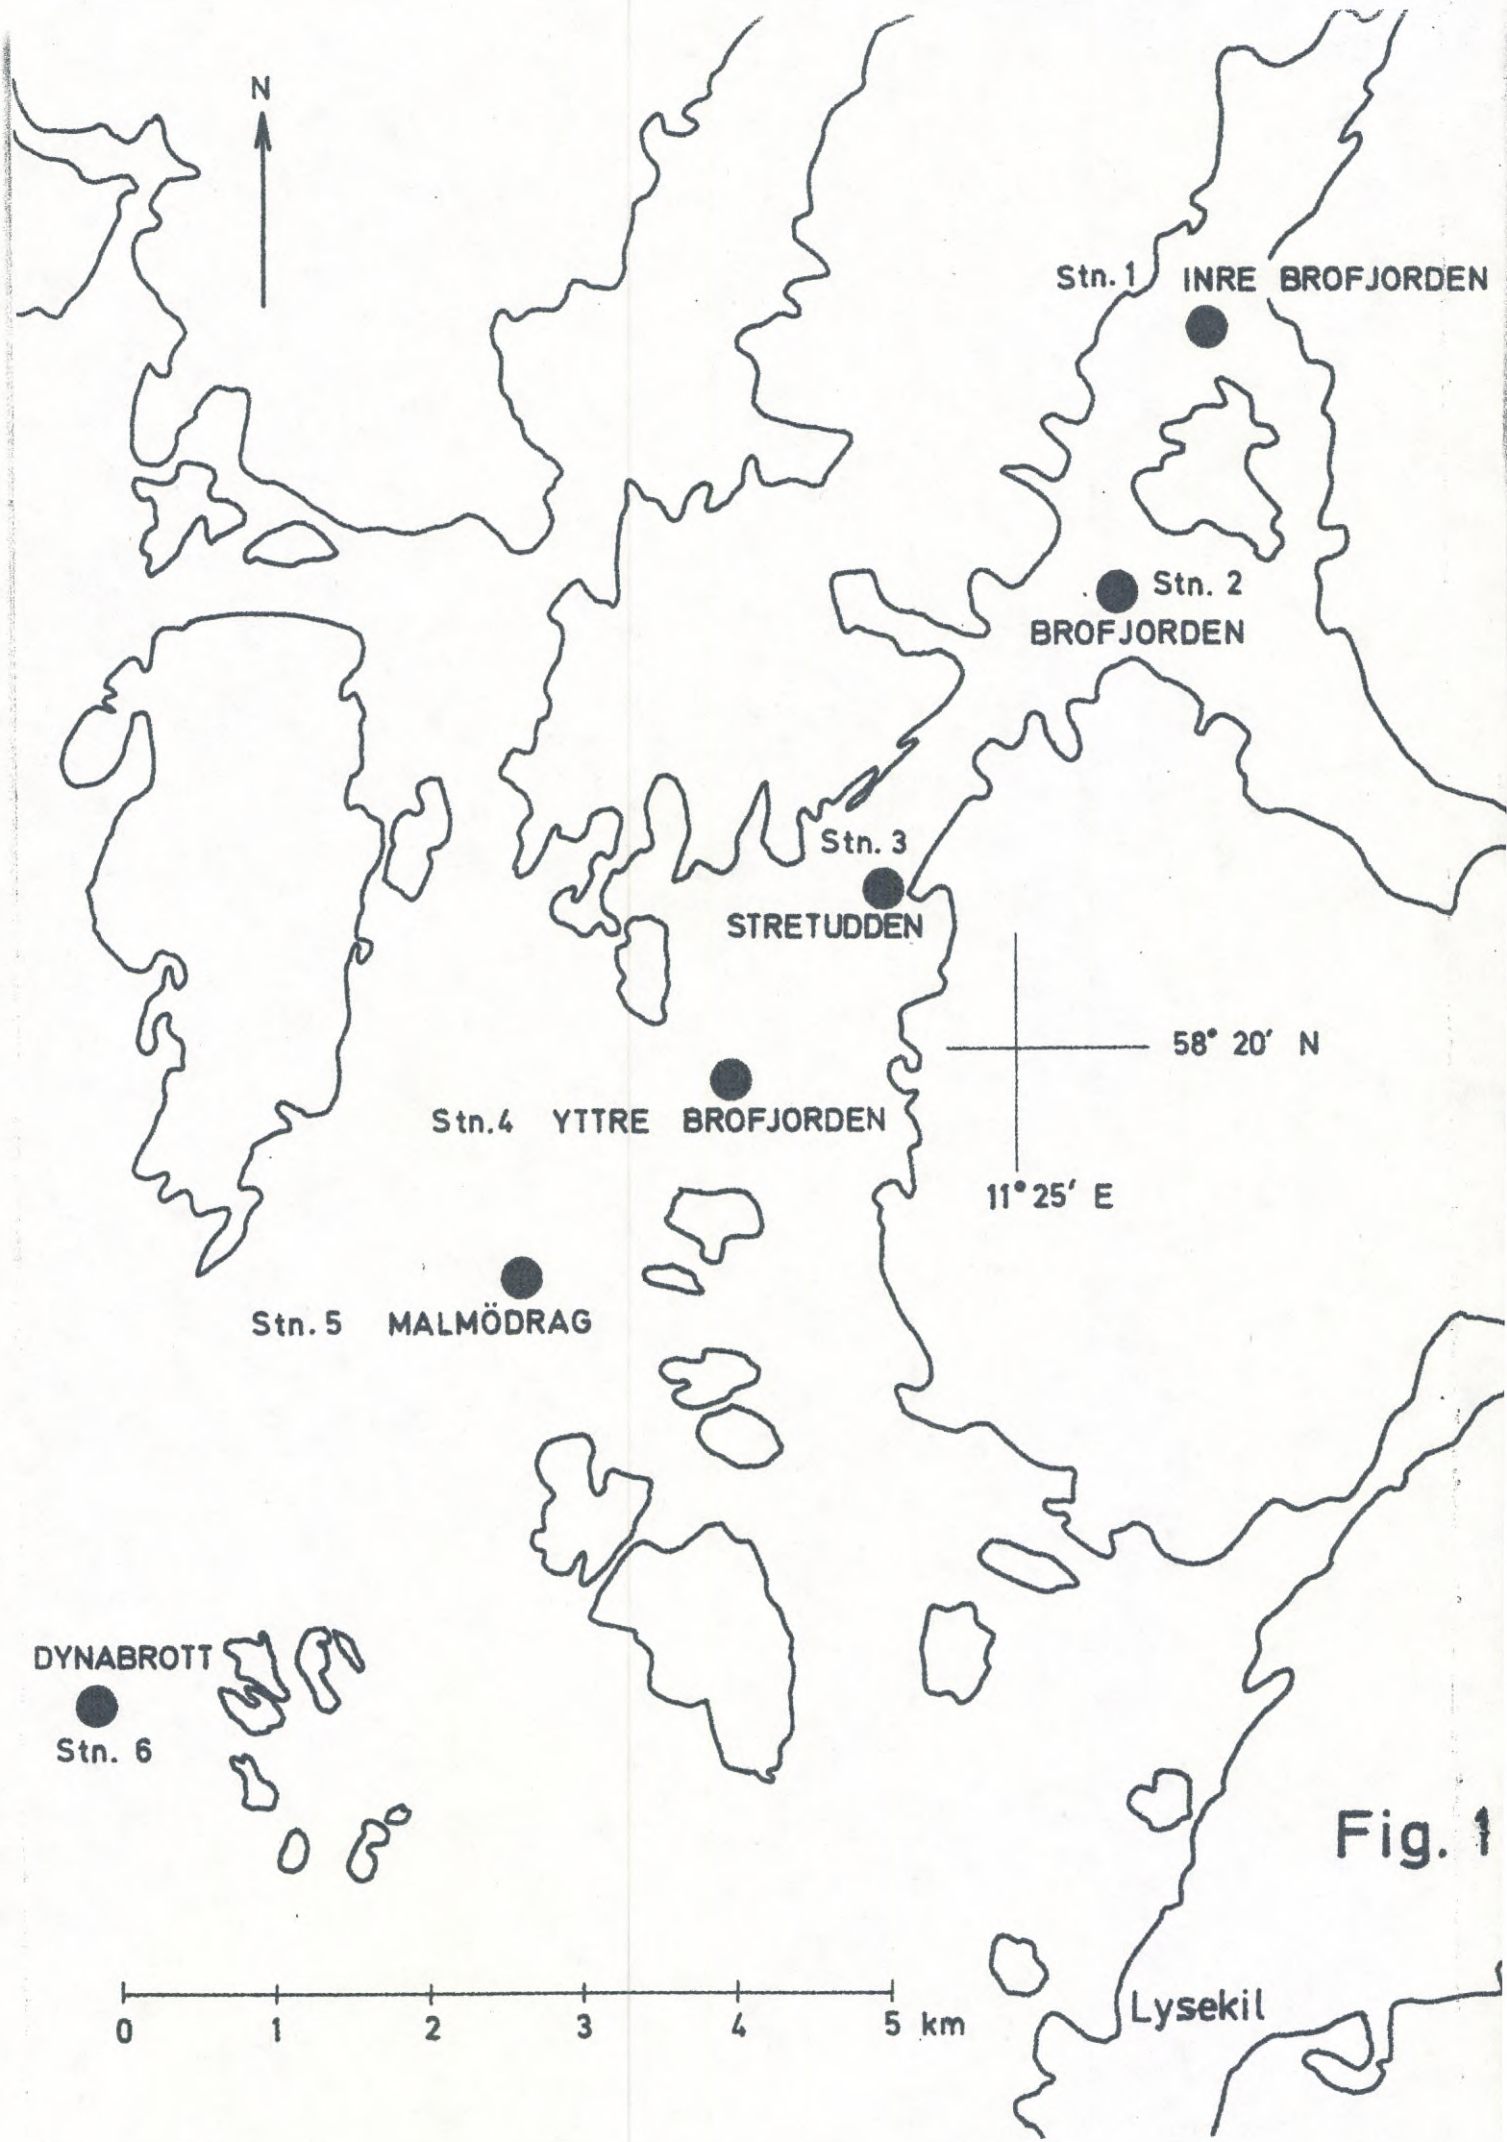 N
Stn. 1 INRE BROFJORDEN
Stn. 2
BROFJORDEN
Stn. 3
STRETUDDEN
58° 20' N
Stn.4 YTTRE BROFJORDEN
11° 25' E
Stn. 5 MALMÖDRAG
DYNABROTT
Stn. 6
Fig. 1
Lysekil
0 1 2 3 4 5 km